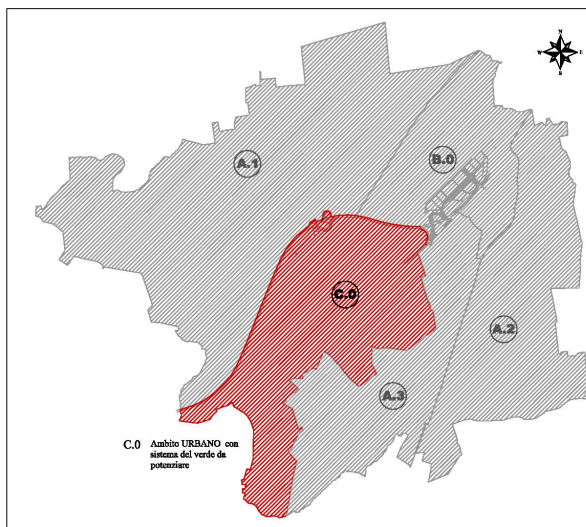 N
W E
S
A.1
B.0
C.0
A.2
A.3
C.0 Ambito URBANO con
sistema del verde da
potenziare